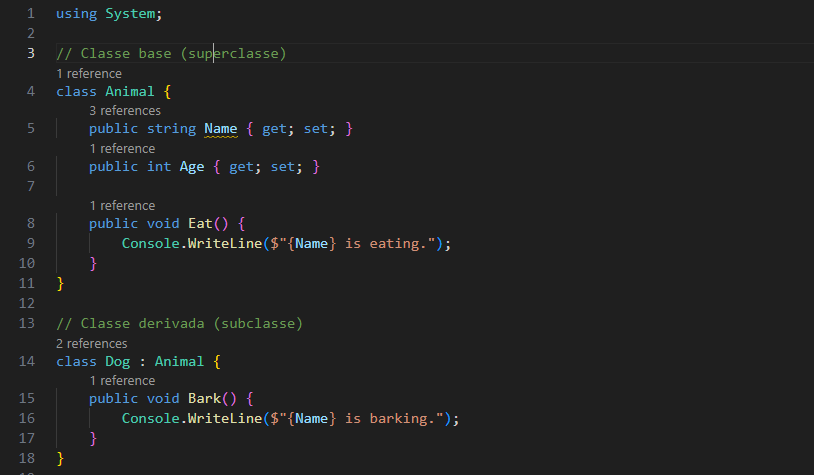 1 using System;
2
3 // Classe base (superclasse)
1 reference
4 class Animal {
3 references
5 public string Name { get; set; }
1 reference
6 public int Age { get; set; }
7
1 reference
8 public void Eat() {
9 Console.WriteLine($"{Name} is eating.");
10 }
11 }
12
13 // Classe derivada (subclasse)
2 references
14 class Dog : Animal {
1 reference
15 public void Bark() {
16 Console.WriteLine($"{Name} is barking.");
17 }
18 }